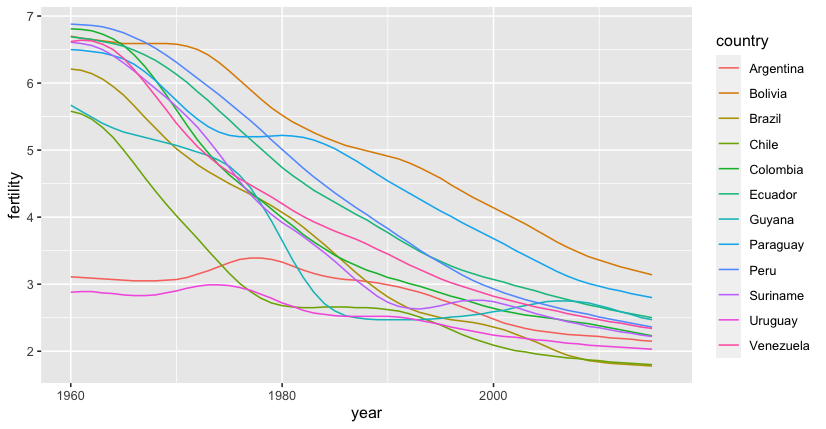 7
6
5
4
3
2
fertility
1960
1980
2000
year
country
Argentina
Bolivia
Brazil
Chile
Colombia
Ecuador
Guyana
Paraguay
Peru
Suriname
Uruguay
Venezuela